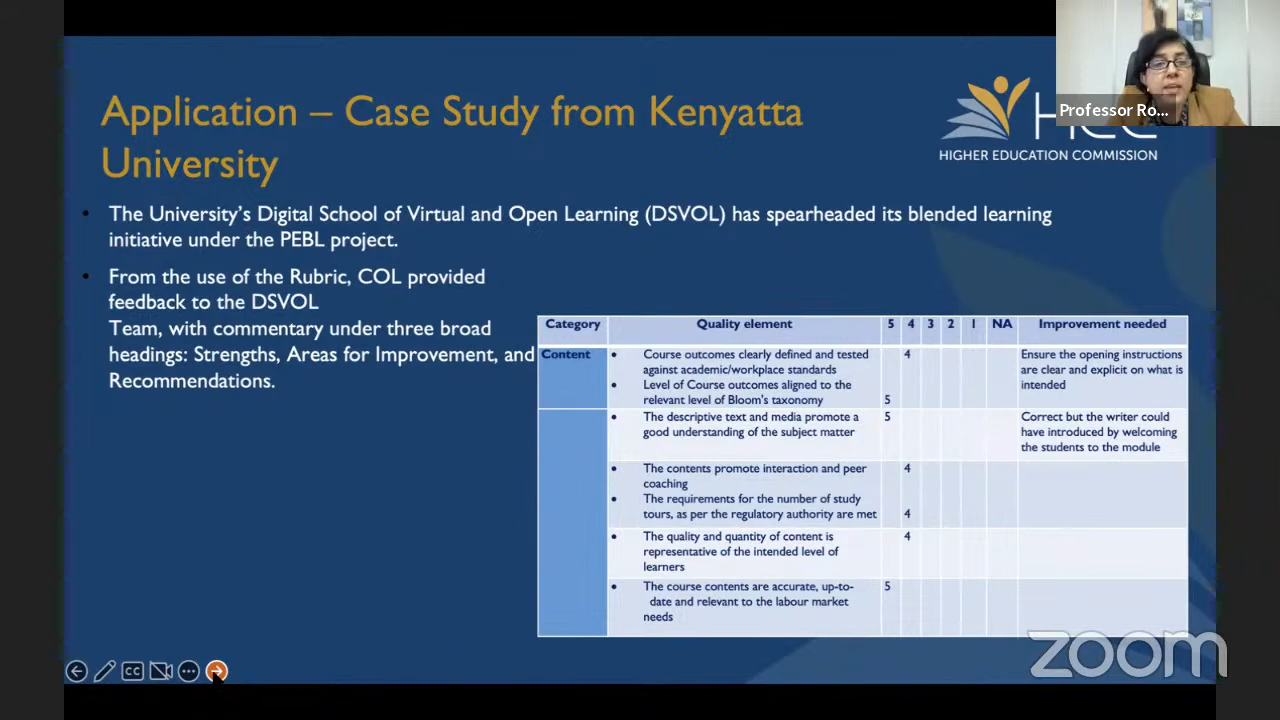 Application – Case Study from Kenyatta
University
HIGHER EDUCATION COMMISSION
Professor Ro...
• The University's Digital School of Virtual and Open Learning (DSVOL) has spearheaded its blended learning
initiative under the PEBL project.
• From the use of the Rubric, COL provided
feedback to the DSVOL
Team, with commentary under three broad
headings: Strengths, Areas for Improvement, and
Recommendations.
Category Quality element 5 4 3 2 1 NA Improvement needed
Content
• Course outcomes clearly defined and tested 4
against academic/workplace standards
• Level of Course outcomes aligned to the
relevant level of Bloom's taxonomy 5
Ensure the opening instructions
are clear and explicit on what is
intended
• The descriptive text and media promote a 5
good understanding of the subject matter
Correct but the writer could
have introduced by welcoming
the students to the module
• The contents promote interaction and peer 4
coaching
• The requirements for the number of study
tours, as per the regulatory authority are met 4
• The quality and quantity of content is 4
representative of the intended level of
learners
• The course contents are accurate, up-to- 5
date and relevant to the labour market
needs
CC
zoom